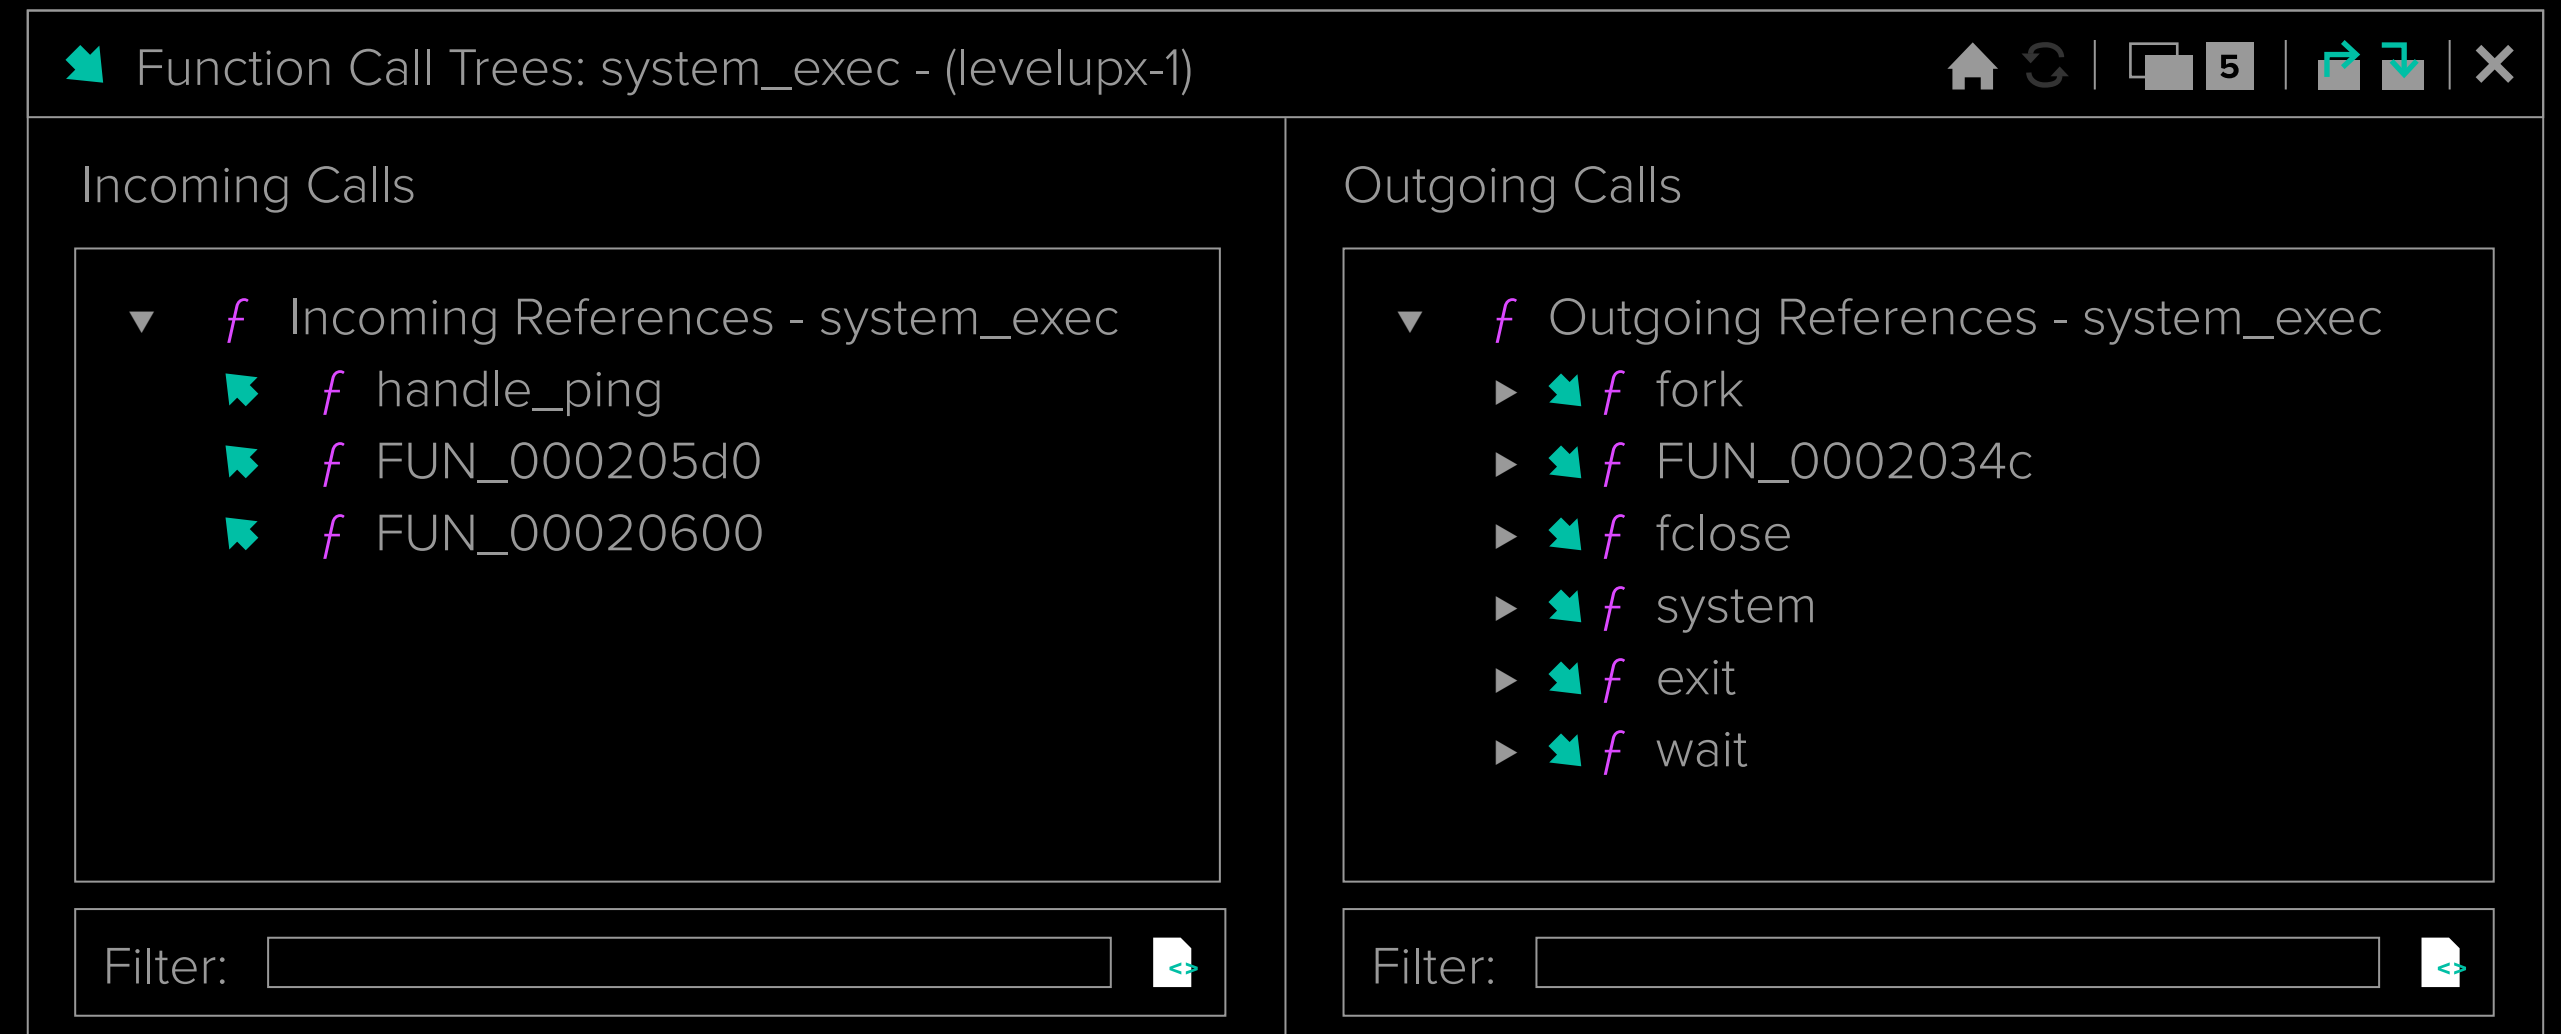 Function Call Trees: system_exec - (levelupx-1)
5
Incoming Calls
Incoming References - system_exec
handle_ping
FUN_000205d0
FUN_00020600
Filter:
Outgoing Calls
Outgoing References - system_exec
fork
FUN_0002034c
fclose
system
exit
wait
Filter: